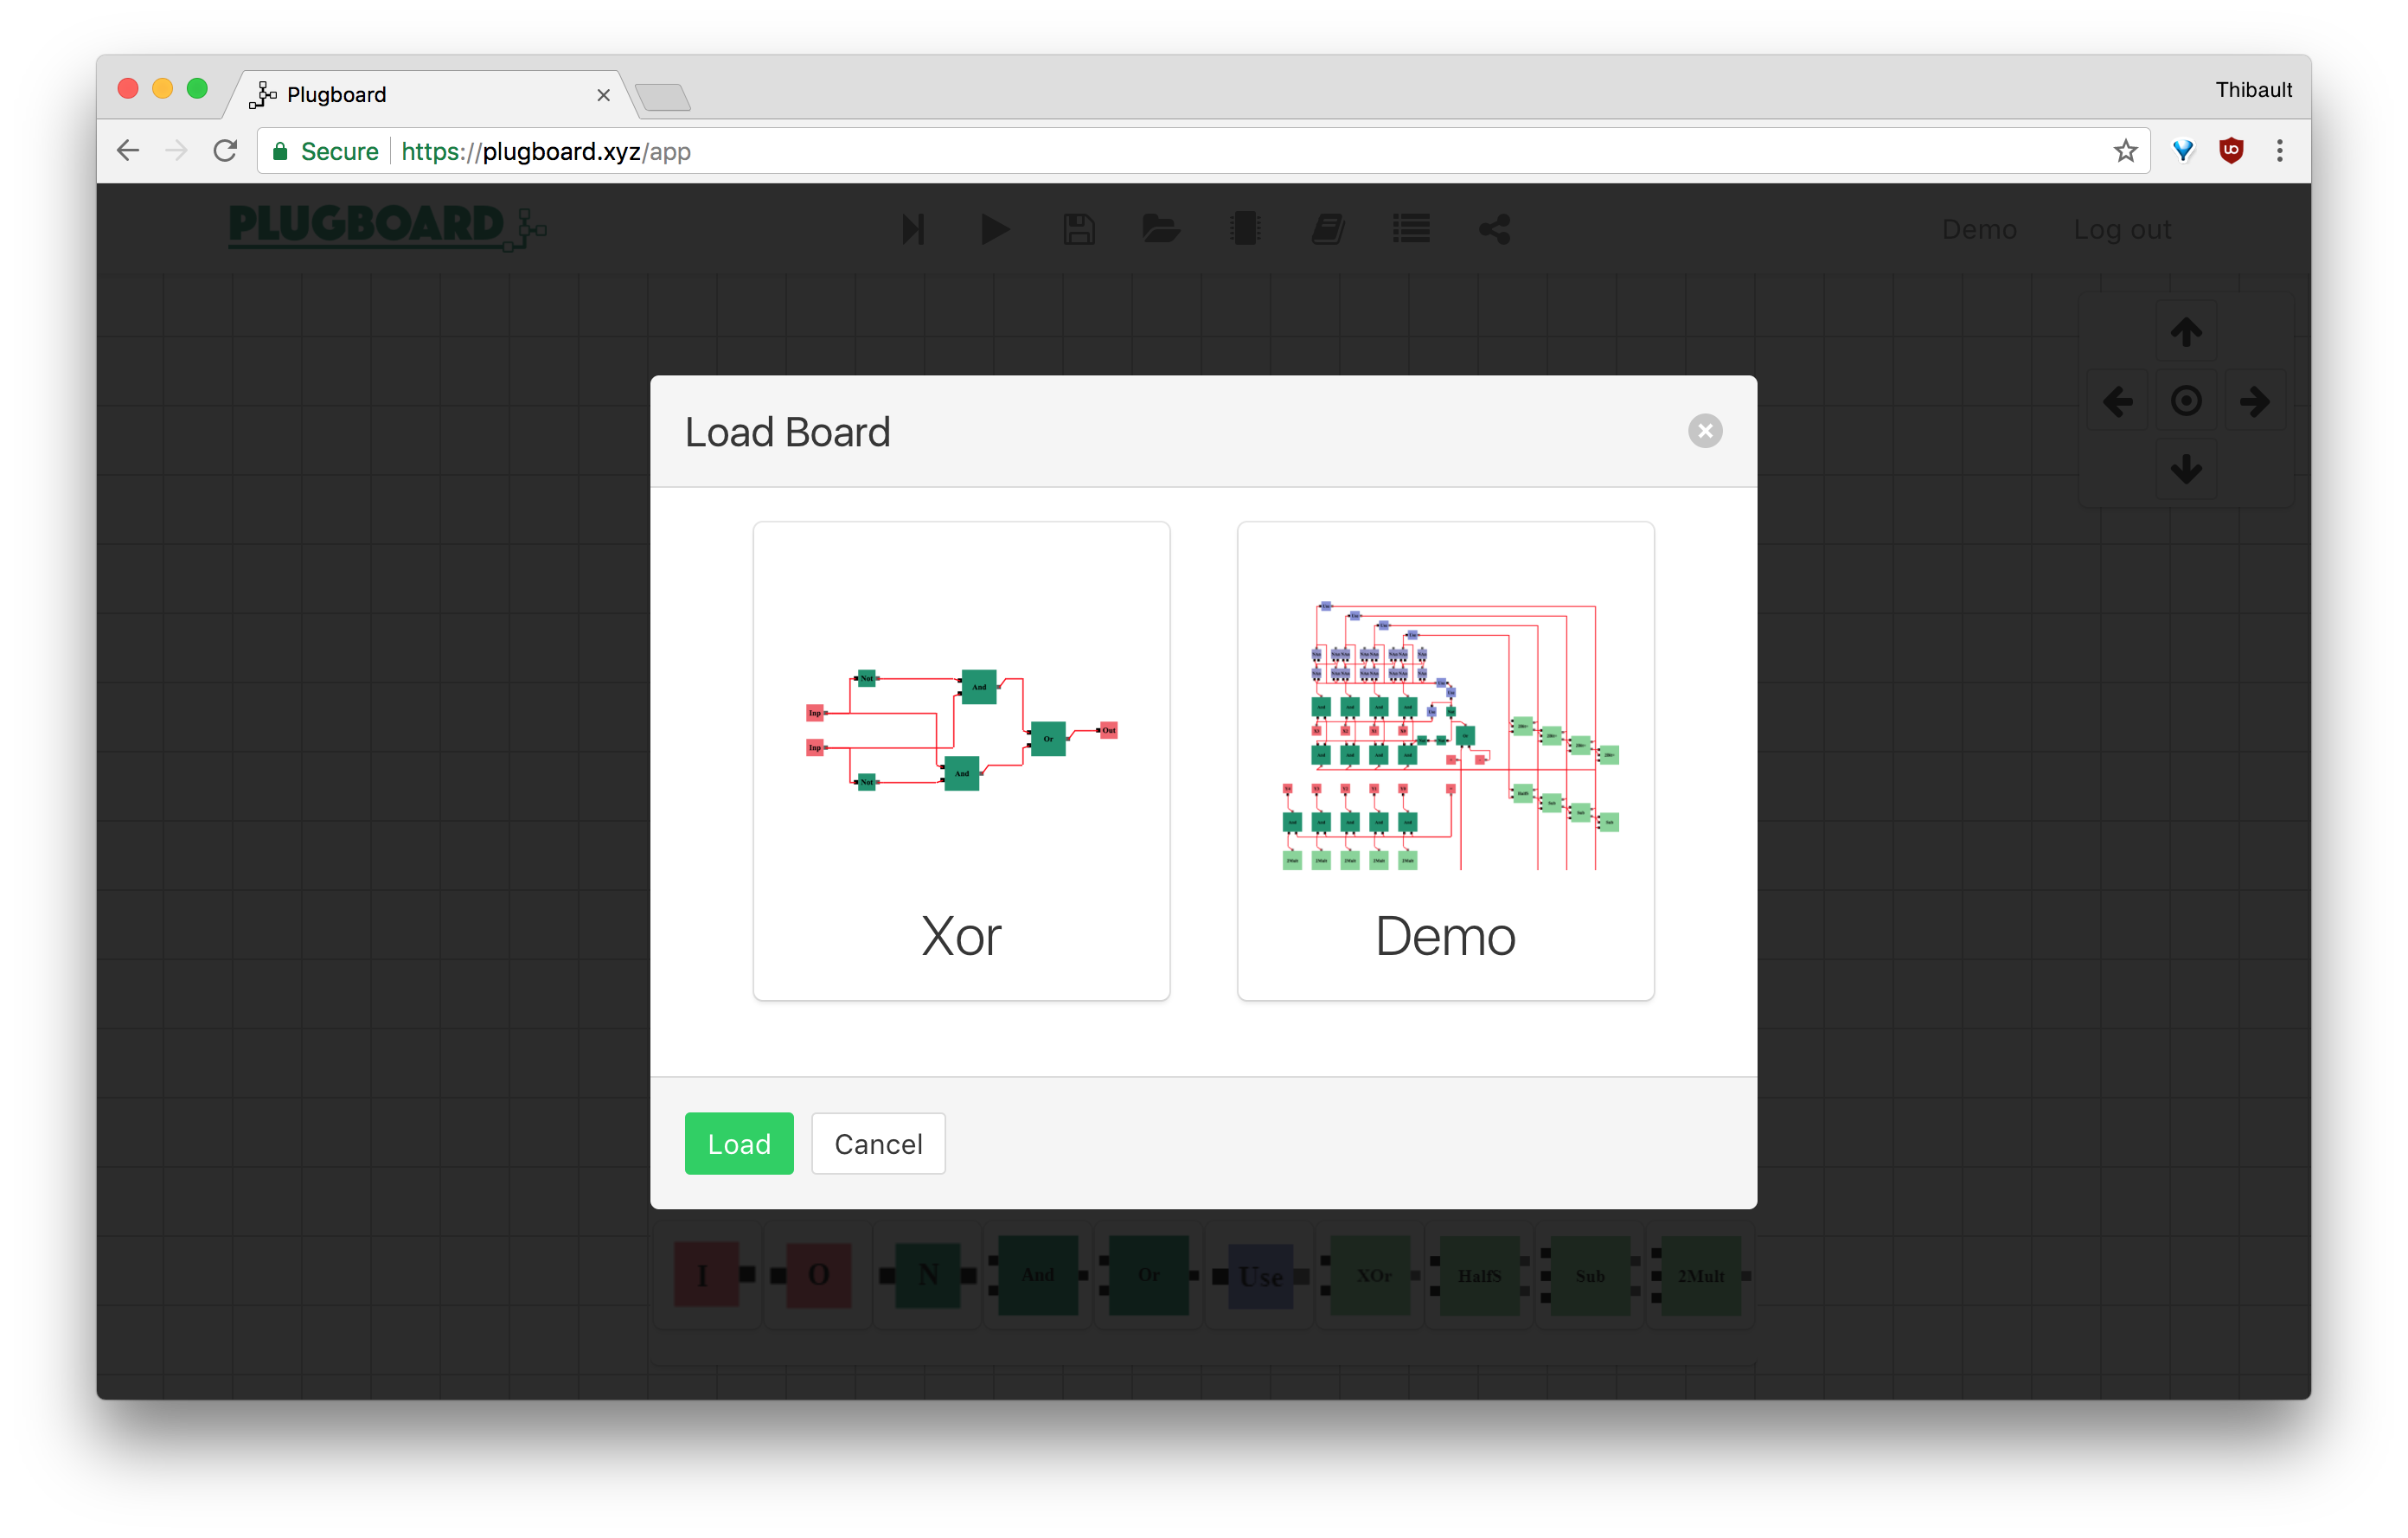 Plugboard
Thibault
Secure https://plugboard.xyz/app
PLUGBOARD
Demo
Log out
Load Board
Not
And
Inp
Or
Out
Inp
And
Not
Xor
Demo
Load
Cancel
I
O
N
And
Or
Use
XOr
HalfS
Sub
2Mult